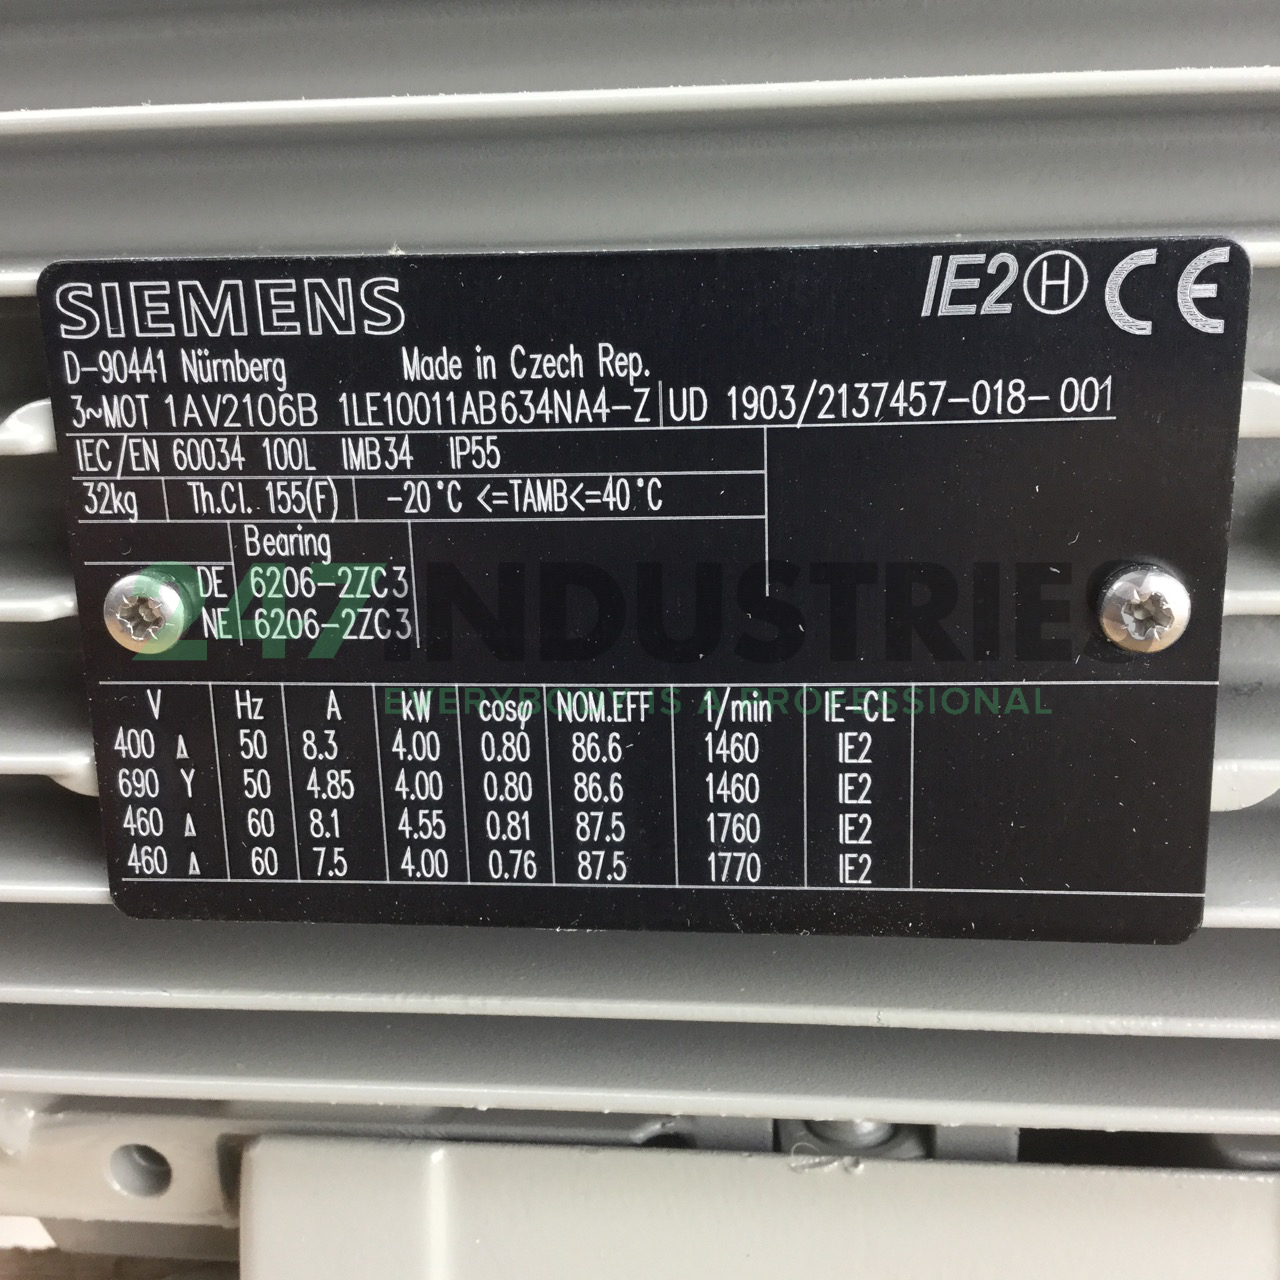 SIEMENS IE2 H CE
D-90441 Nürnberg Made in Czech Rep.
3~MOT 1AV2106B 1LE10011AB634NA4-Z UD 1903/2137457-018-001
IEC/EN 60034 100L IMB34 IP55
32kg Th.Cl. 155(F) -20°C <=TAMB<=40°C
Bearing
DE 6206-2ZC3
NE 6206-2ZC3
247 INDUSTRIES
EVERYBODY IS A PROFESSIONAL
V Hz A kW cosφ NOM.EFF 1/min IE-CL
400 Δ 50 8.3 4.00 0.80 86.6 1460 IE2
690 Y 50 4.85 4.00 0.80 86.6 1460 IE2
460 Δ 60 8.1 4.55 0.81 87.5 1760 IE2
460 Δ 60 7.5 4.00 0.76 87.5 1770 IE2